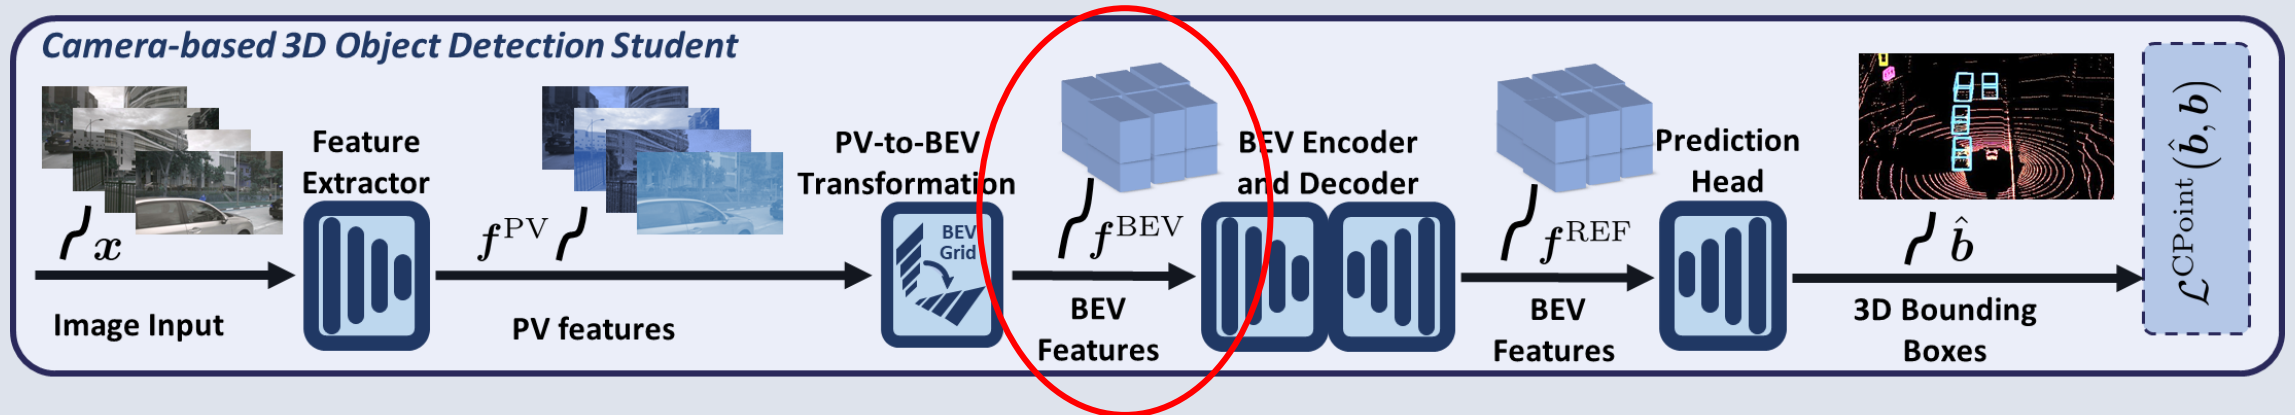 Camera-based 3D Object Detection Student
Feature
Extractor
PV-to-BEV
Transformation
BEV Encoder
and Decoder
Prediction
Head
x
f^PV
BEV
Grid
f^BEV
f^REF
b̂
Image Input
PV features
BEV
Features
BEV
Features
3D Bounding
Boxes
ℒ^CPoint(b̂, b)